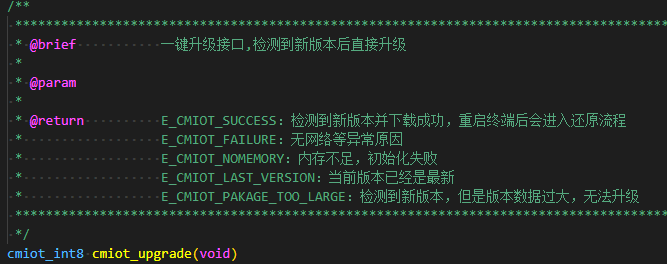 /**
**********************************************************************
* @brief 一键升级接口,检测到新版本后直接升级
*
* @param
*
* @return E_CMIOT_SUCCESS：检测到新版本并下载成功，重启终端后会进入还原流程
* E_CMIOT_FAILURE：无网络等异常原因
* E_CMIOT_NOMEMORY：内存不足，初始化失败
* E_CMIOT_LAST_VERSION：当前版本已经是最新
* E_CMIOT_PAKAGE_TOO_LARGE：检测到新版本，但是版本数据过大，无法升级
**********************************************************************
*/
cmiot_int8 cmiot_upgrade(void)